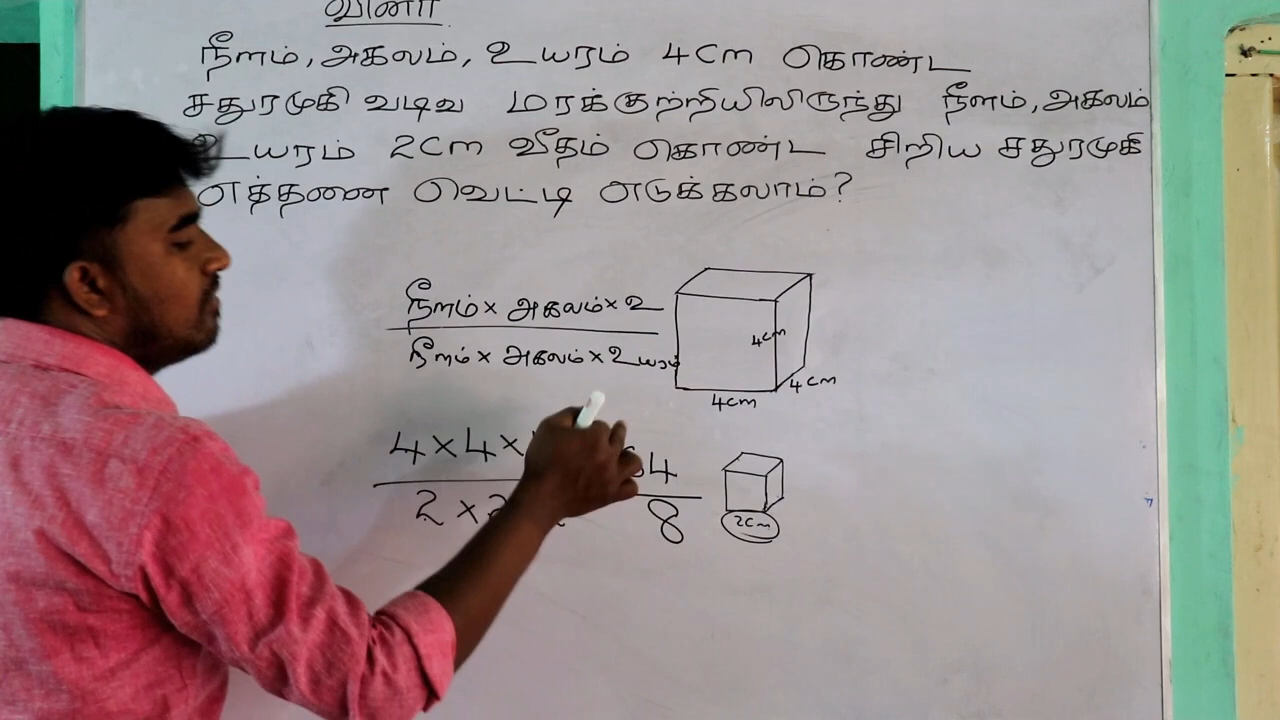 வினா
நீளம், அகலம், உயரம் 4cm கொண்ட
சதுரமுகி வடிவ மரக்குற்றியிலிருந்து நீளம், அகலம்
உயரம் 2cm வீதம் கொண்ட சிறிய சதுரமுகி
எத்தனை வெட்டி எடுக்கலாம்?
நீளம் × அகலம் × உ
நீளம் × அகலம் × உயரம்
4cm
4cm
4cm
4 × 4 × 64
2 × 2 8
2cm